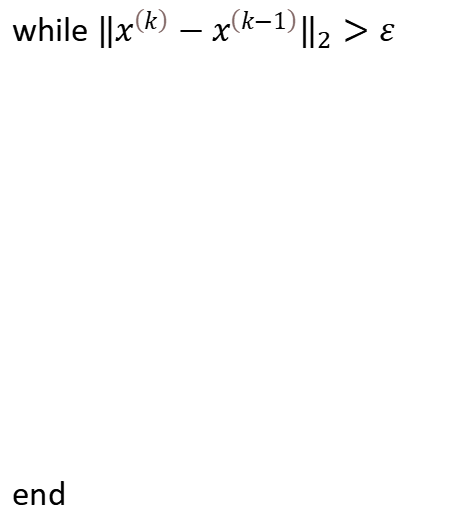 while ‖x⁽ᵏ⁾ − x⁽ᵏ⁻¹⁾‖₂ > ε
end